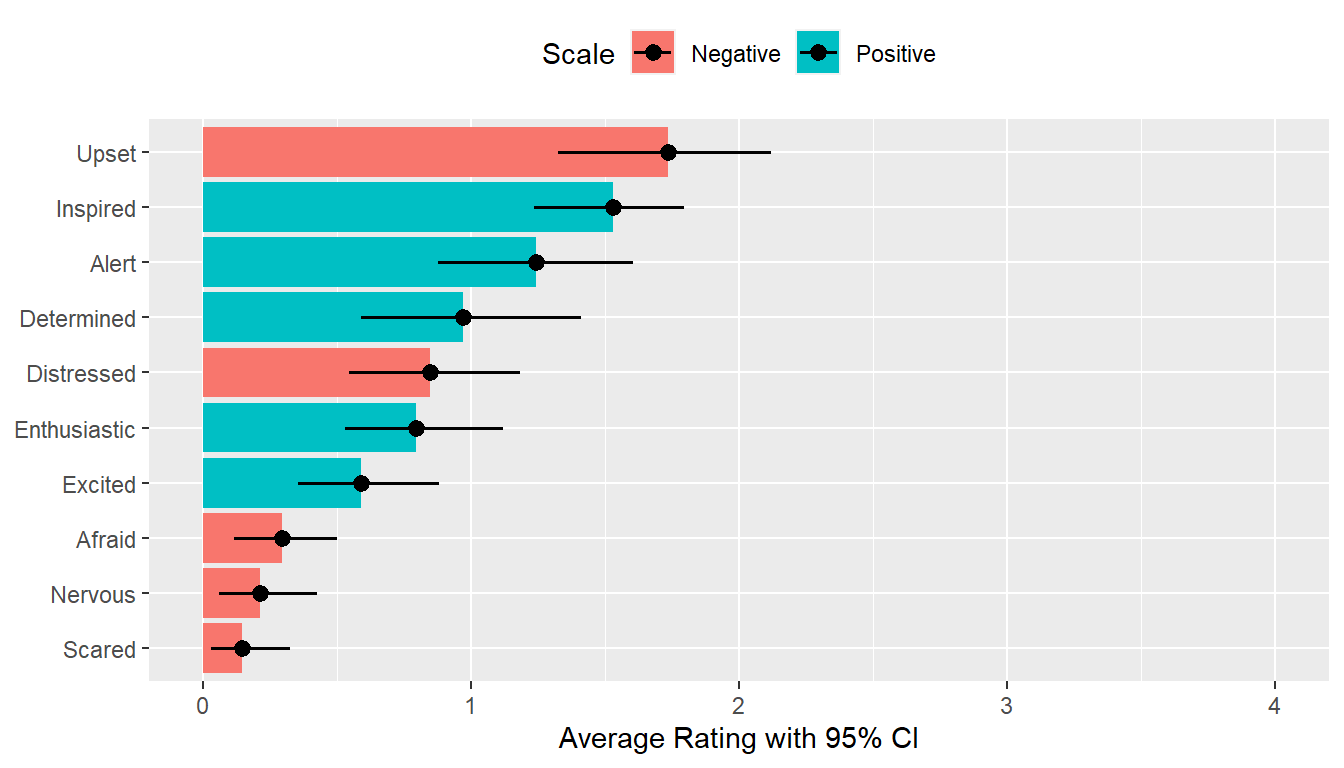 Scale Negative Positive
Upset
Inspired
Alert
Determined
Distressed
Enthusiastic
Excited
Afraid
Nervous
Scared
0 1 2 3 4
Average Rating with 95% CI